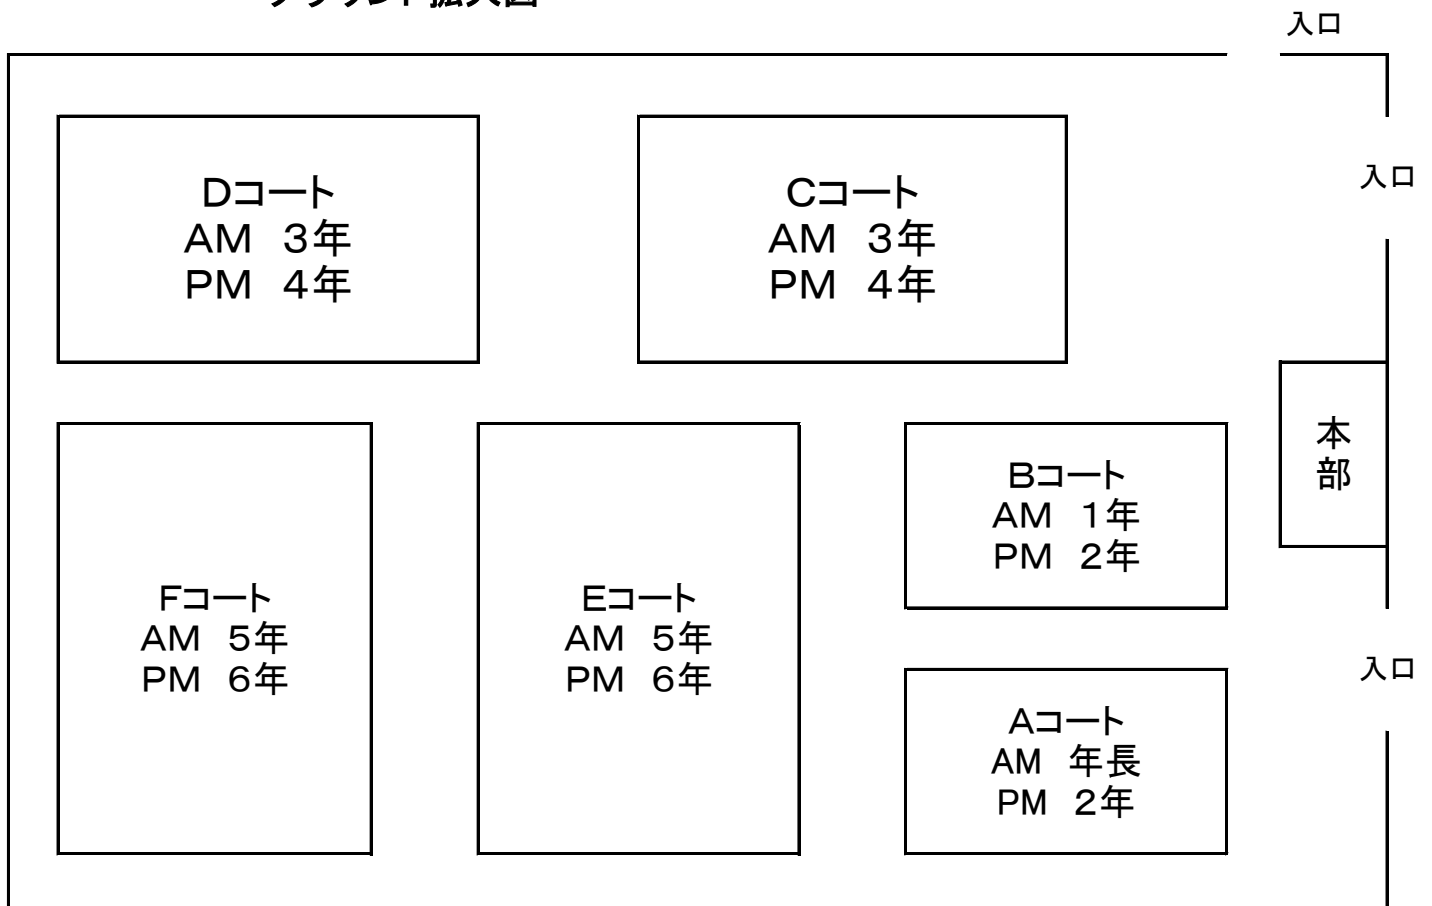 入口
入口
Dコート
AM　3年
PM　4年
Cコート
AM　3年
PM　4年
本
部
Bコート
AM　1年
PM　2年
Fコート
AM　5年
PM　6年
Eコート
AM　5年
PM　6年
入口
Aコート
AM　年長
PM　2年